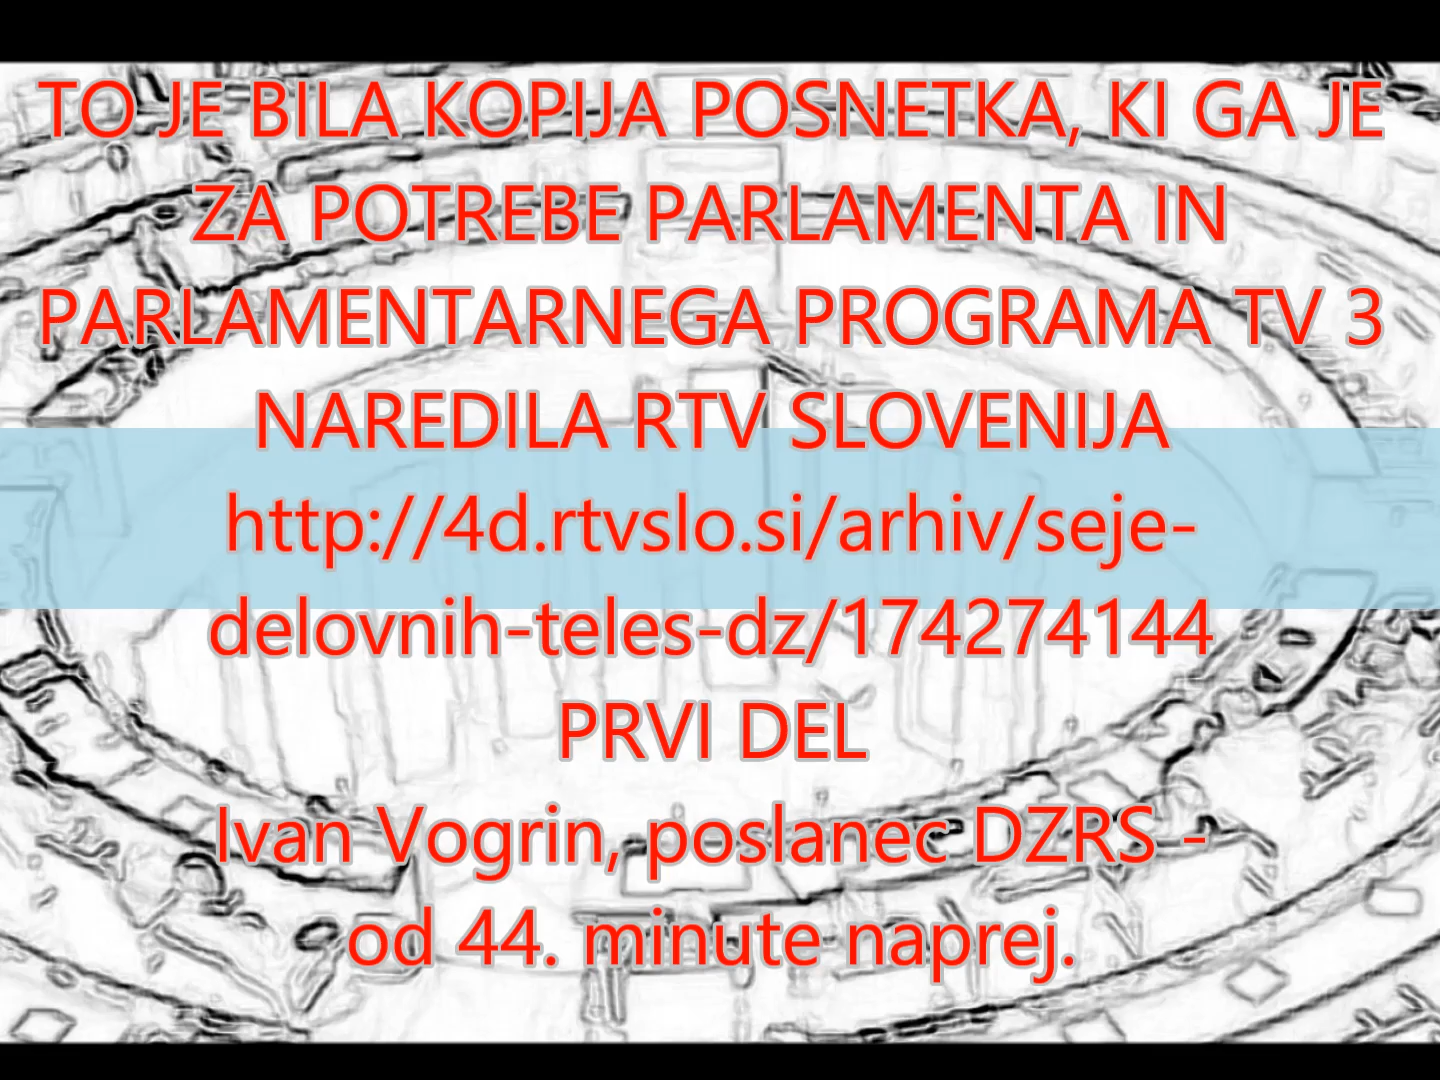 TO JE BILA KOPIJA POSNETKA, KI GA JE
ZA POTREBE PARLAMENTA IN
PARLAMENTARNEGA PROGRAMA TV 3
NAREDILA RTV SLOVENIJA
http://4d.rtvslo.si/arhiv/seje-
delovnih-teles-dz/174274144
PRVI DEL
Ivan Vogrin, poslanec DZRS -
od 44. minute naprej.